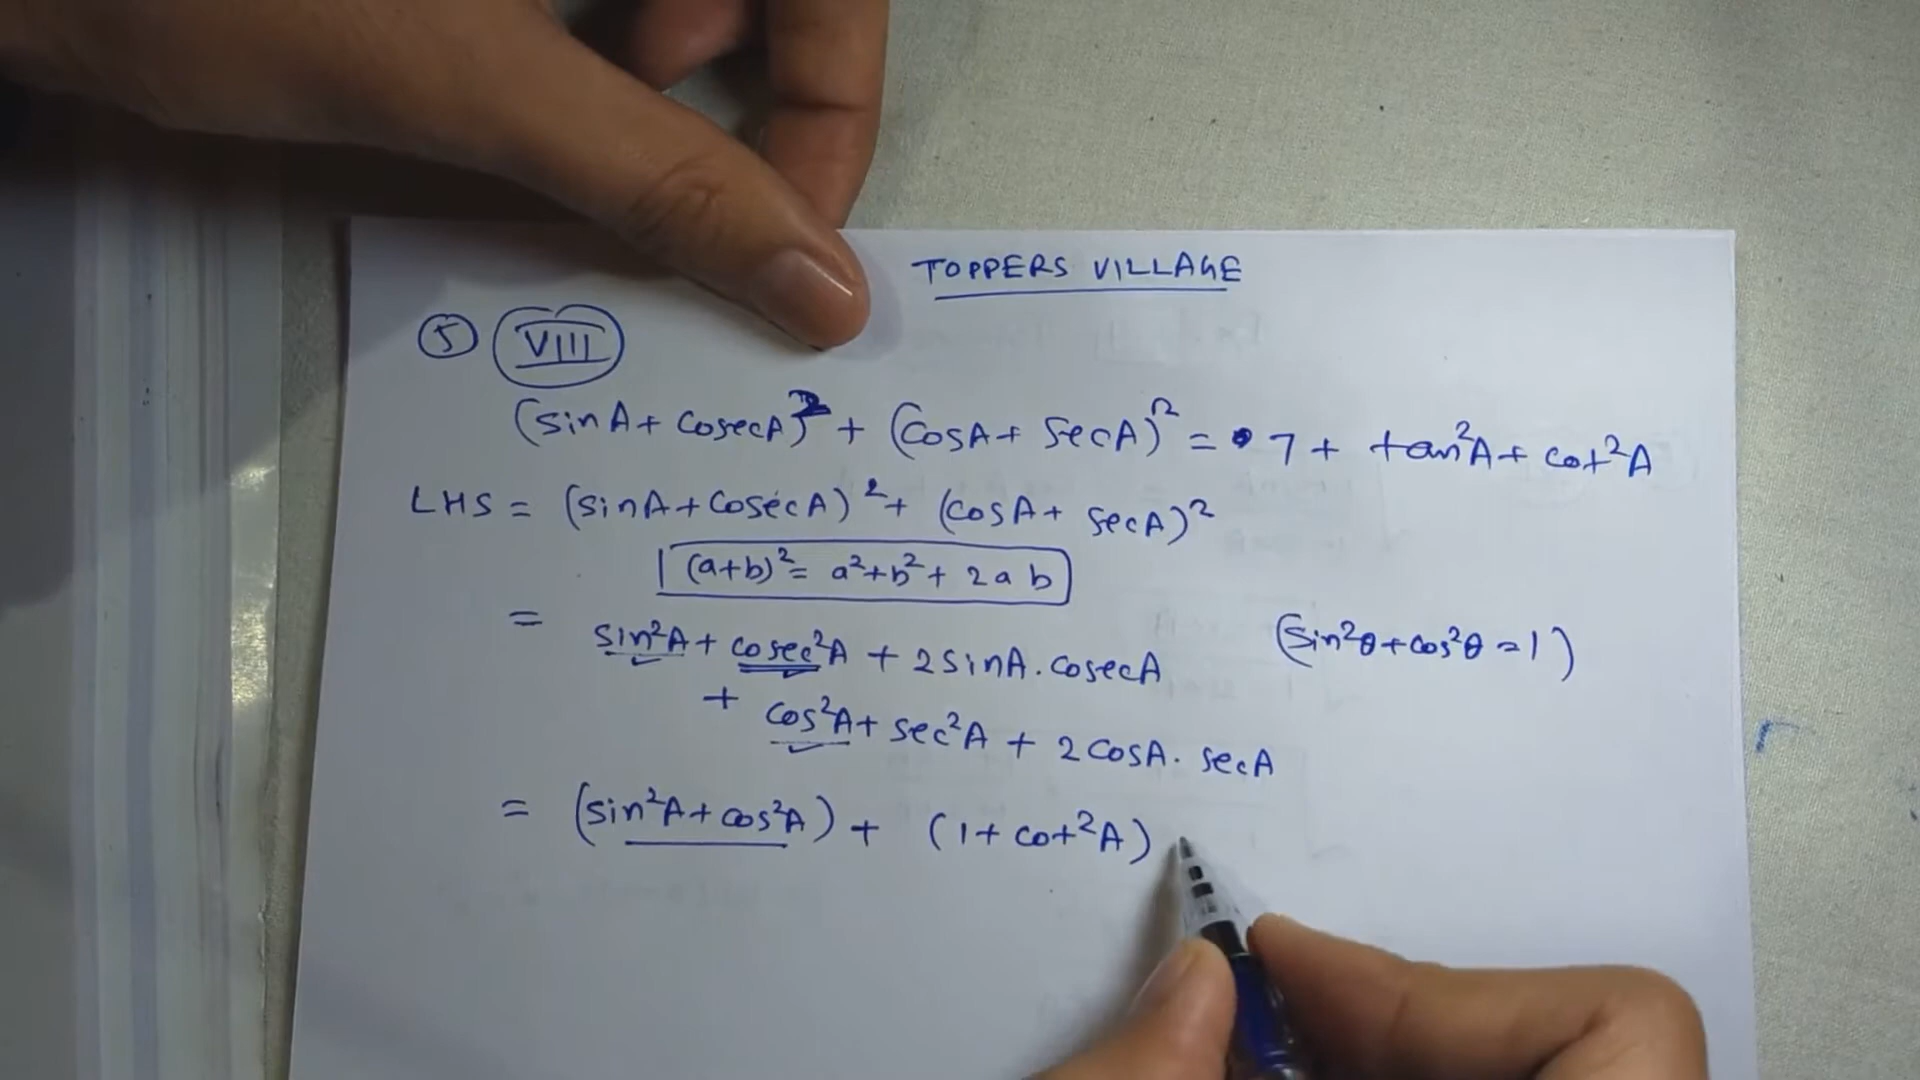 TOPPERS VILLAGE
5 VIII
(sinA + cosecA)² + (cosA + secA)² = 7 + tan²A + cot²A
LHS = (sinA + cosecA)² + (cosA + secA)²
(a+b)² = a² + b² + 2ab
= sin²A + cosec²A + 2sinA.cosecA (sin²θ + cos²θ = 1)
+ cos²A + sec²A + 2cosA.secA
= (sin²A + cos²A) + (1 + cot²A)